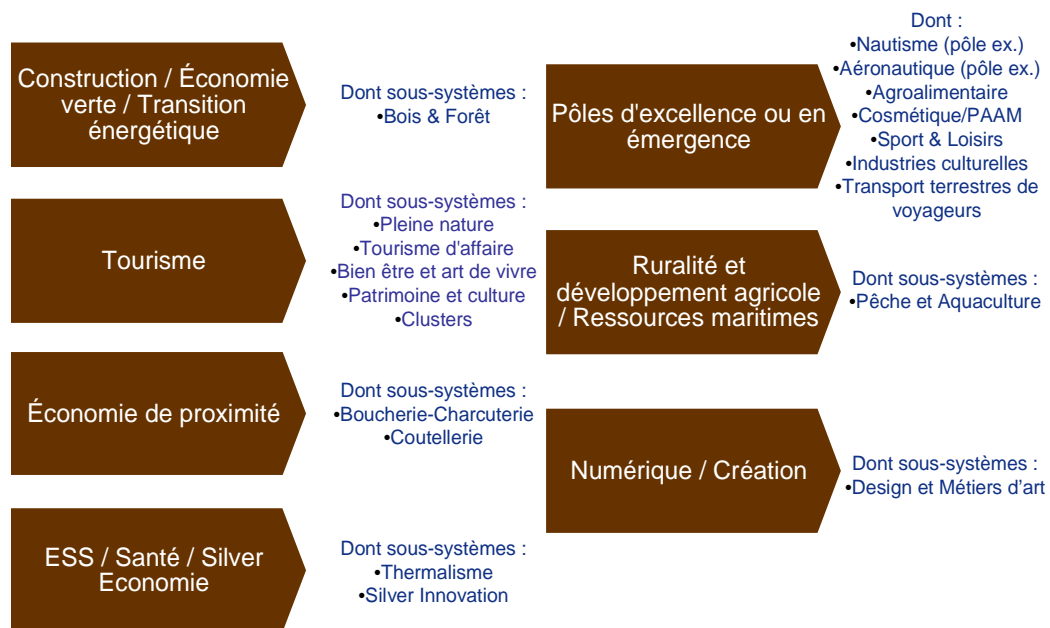 Construction / Économie
verte / Transition
énergétique
Dont sous-systèmes :
•Bois & Forêt
Tourisme
Dont sous-systèmes :
•Pleine nature
•Tourisme d'affaire
•Bien être et art de vivre
•Patrimoine et culture
•Clusters
Économie de proximité
Dont sous-systèmes :
•Boucherie-Charcuterie
•Coutellerie
ESS / Santé / Silver
Economie
Dont sous-systèmes :
•Thermalisme
•Silver Innovation
Pôles d'excellence ou en
émergence
Dont :
•Nautisme (pôle ex.)
•Aéronautique (pôle ex.)
•Agroalimentaire
•Cosmétique/PAAM
•Sport & Loisirs
•Industries culturelles
•Transport terrestres de
voyageurs
Ruralité et
développement agricole
/ Ressources maritimes
Dont sous-systèmes :
•Pêche et Aquaculture
Numérique / Création
Dont sous-systèmes :
•Design et Métiers d’art